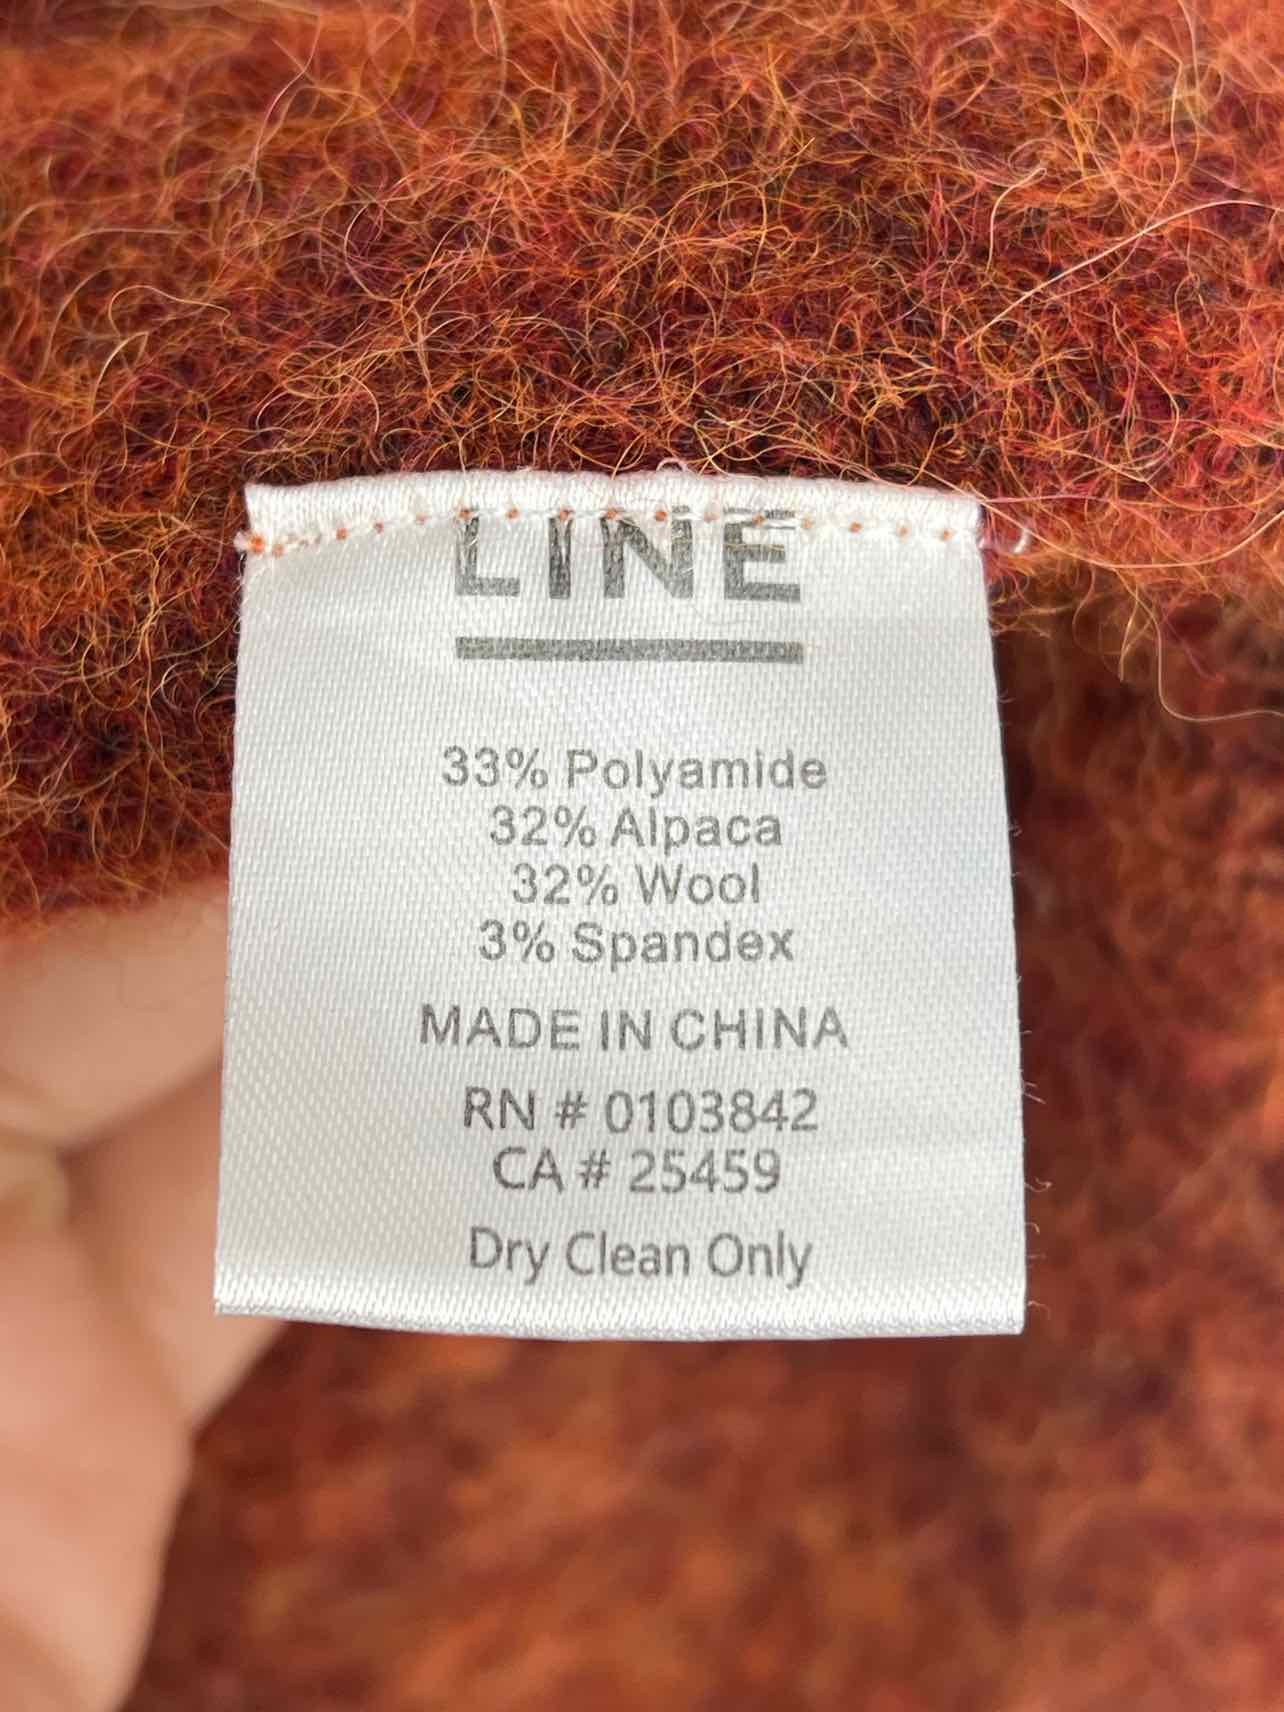 LINE
33% Polyamide
32% Alpaca
32% Wool
3% Spandex
MADE IN CHINA
RN # 0103842
CA # 25459
Dry Clean Only